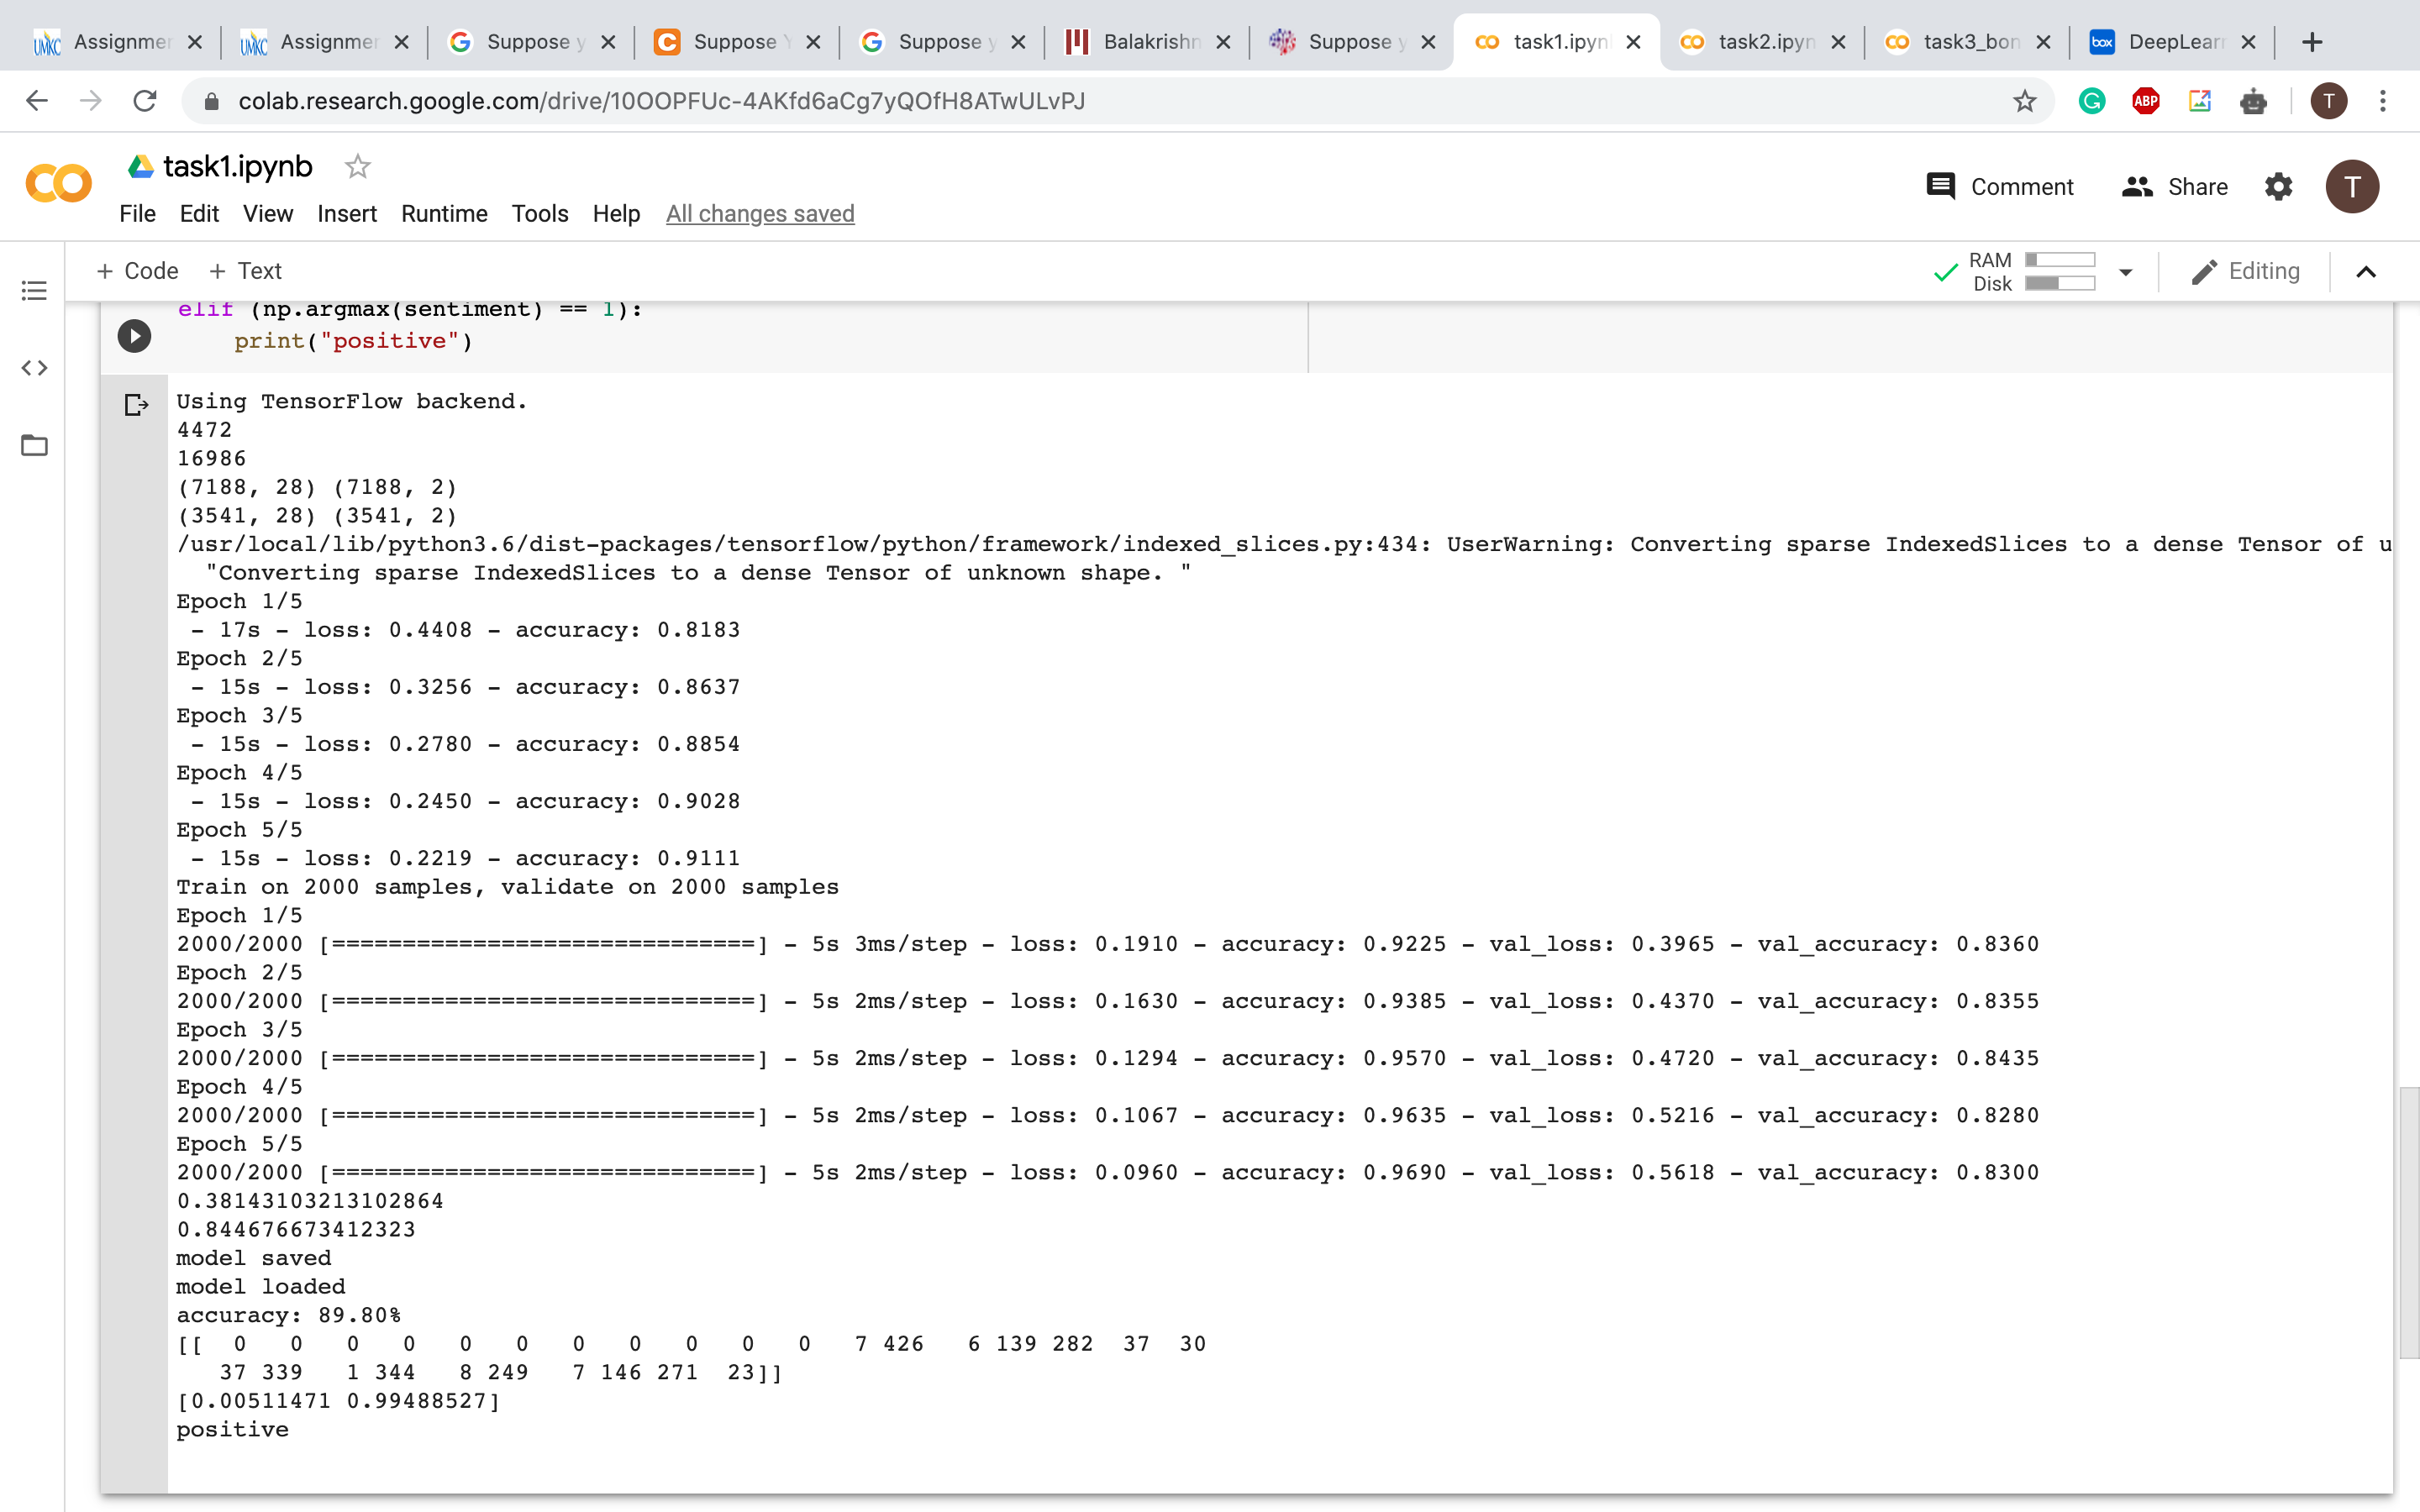 Assignmen
Assignmen
Suppose y
Suppose Y
Suppose y
Balakrishn
Suppose y
task1.ipyn
task2.ipyn
task3_bon
DeepLearn
colab.research.google.com/drive/10OOPFUc-4AKfd6aCg7yQOfH8ATwULvPJ
ABP
T
CO task1.ipynb
Comment Share T
File Edit View Insert Runtime Tools Help All changes saved
+ Code + Text
RAM
Disk
Editing
elif (np.argmax(sentiment) == 1):
print("positive")
Using TensorFlow backend.
4472
16986
(7188, 28) (7188, 2)
(3541, 28) (3541, 2)
/usr/local/lib/python3.6/dist-packages/tensorflow/python/framework/indexed_slices.py:434: UserWarning: Converting sparse IndexedSlices to a dense Tensor of u
"Converting sparse IndexedSlices to a dense Tensor of unknown shape. "
Epoch 1/5
- 17s - loss: 0.4408 - accuracy: 0.8183
Epoch 2/5
- 15s - loss: 0.3256 - accuracy: 0.8637
Epoch 3/5
- 15s - loss: 0.2780 - accuracy: 0.8854
Epoch 4/5
- 15s - loss: 0.2450 - accuracy: 0.9028
Epoch 5/5
- 15s - loss: 0.2219 - accuracy: 0.9111
Train on 2000 samples, validate on 2000 samples
Epoch 1/5
2000/2000 [==============================] - 5s 3ms/step - loss: 0.1910 - accuracy: 0.9225 - val_loss: 0.3965 - val_accuracy: 0.8360
Epoch 2/5
2000/2000 [==============================] - 5s 2ms/step - loss: 0.1630 - accuracy: 0.9385 - val_loss: 0.4370 - val_accuracy: 0.8355
Epoch 3/5
2000/2000 [==============================] - 5s 2ms/step - loss: 0.1294 - accuracy: 0.9570 - val_loss: 0.4720 - val_accuracy: 0.8435
Epoch 4/5
2000/2000 [==============================] - 5s 2ms/step - loss: 0.1067 - accuracy: 0.9635 - val_loss: 0.5216 - val_accuracy: 0.8280
Epoch 5/5
2000/2000 [==============================] - 5s 2ms/step - loss: 0.0960 - accuracy: 0.9690 - val_loss: 0.5618 - val_accuracy: 0.8300
0.38143103213102864
0.844676673412323
model saved
model loaded
accuracy: 89.80%
[[ 0 0 0 0 0 0 0 0 0 0 0 7 426 6 139 282 37 30
37 339 1 344 8 249 7 146 271 23]]
[0.00511471 0.99488527]
positive